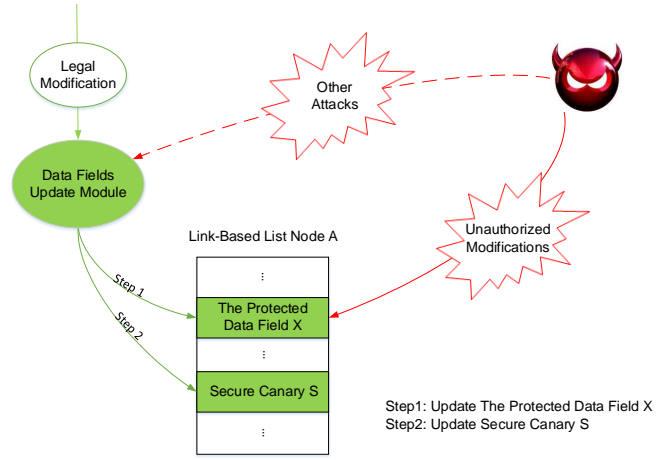 Legal
Modification
Other
Attacks
Data Fields
Update Module
Unauthorized
Modifications
Link-Based List Node A
...
Step 1
The Protected
Data Field X
Step 2
...
Secure Canary S
...
Step1: Update The Protected Data Field X
Step2: Update Secure Canary S